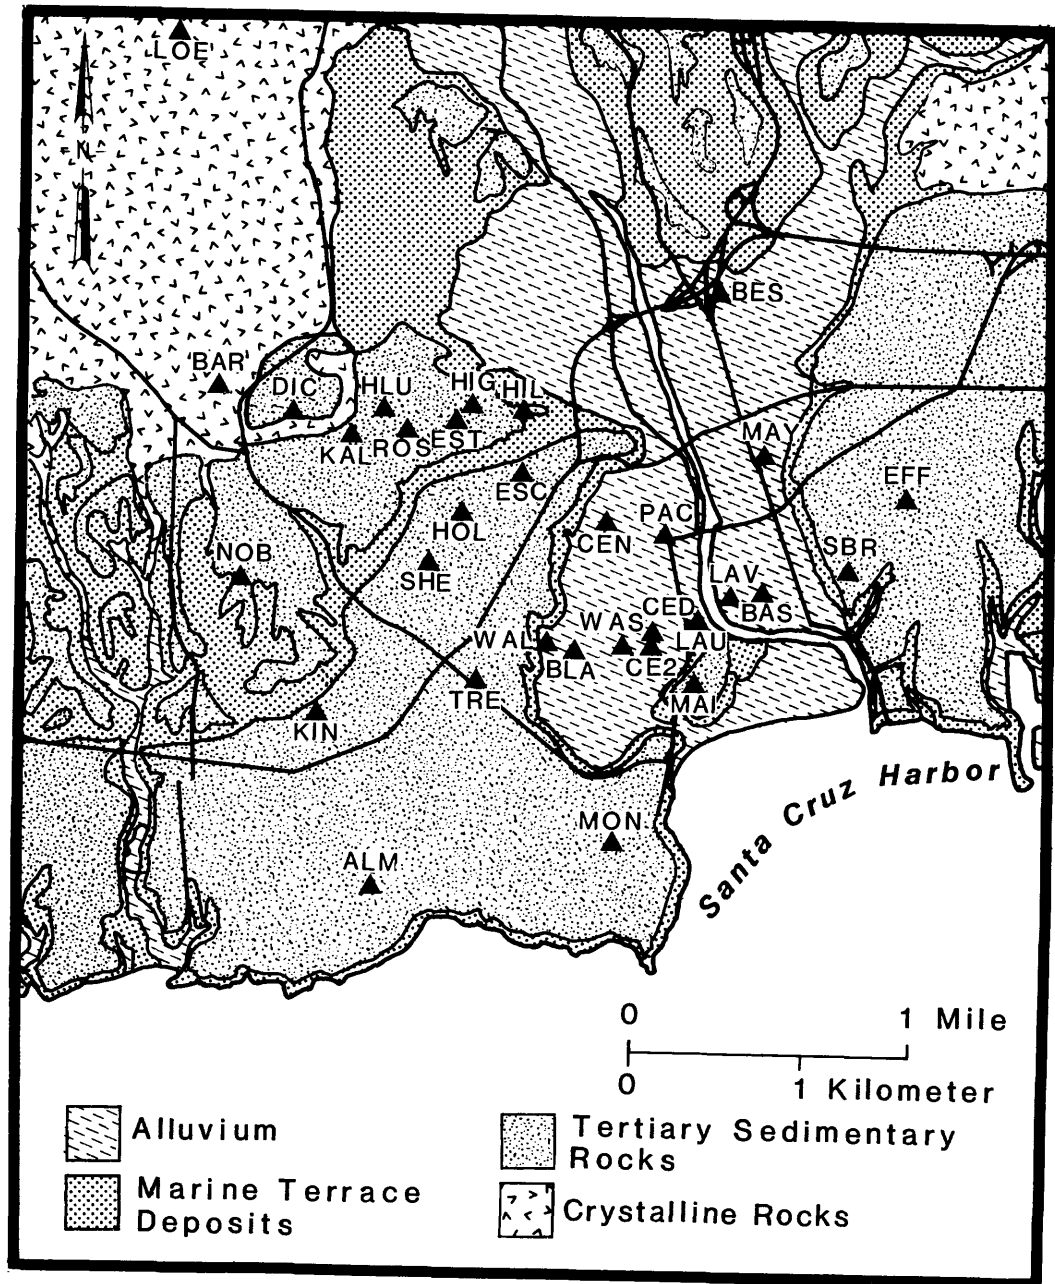 LOE
N
BES
BAR
DIC
HLU
HIG
HIL
KAL
ROS
EST
MAY
ESC
EFF
HOL
PAC
CEN
NOB
SHE
SBR
LAV
BAS
CED
WAS
WAL
LAU
BLA
CE2
TRE
MAI
KIN
MON
ALM
Santa Cruz Harbor
0 1 Mile
0 1 Kilometer
Alluvium
Marine Terrace
Deposits
Tertiary Sedimentary
Rocks
Crystalline Rocks